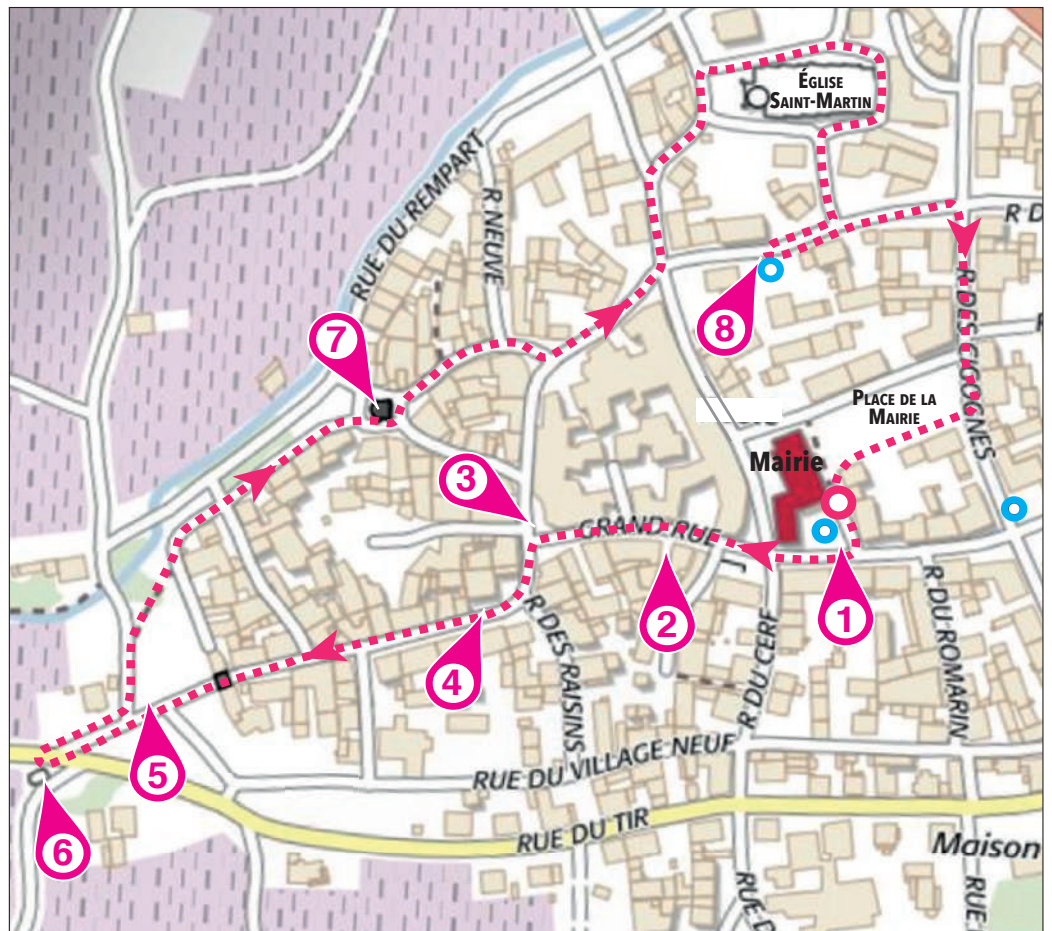 ÉGLISE
SAINT-MARTIN
RUE DU REMPART
R NEUVE
R D
7
8
R DES CIGOGNES
R
PLACE DE LA
MAIRIE
Mairie
3
GRAND RUE
1
2
4
R DES RAISINS
R DU CERF
R DU ROMARIN
5
RUE DU VILLAGE NEUF
6
RUE DU TIR
Maison
RUE D
RUE